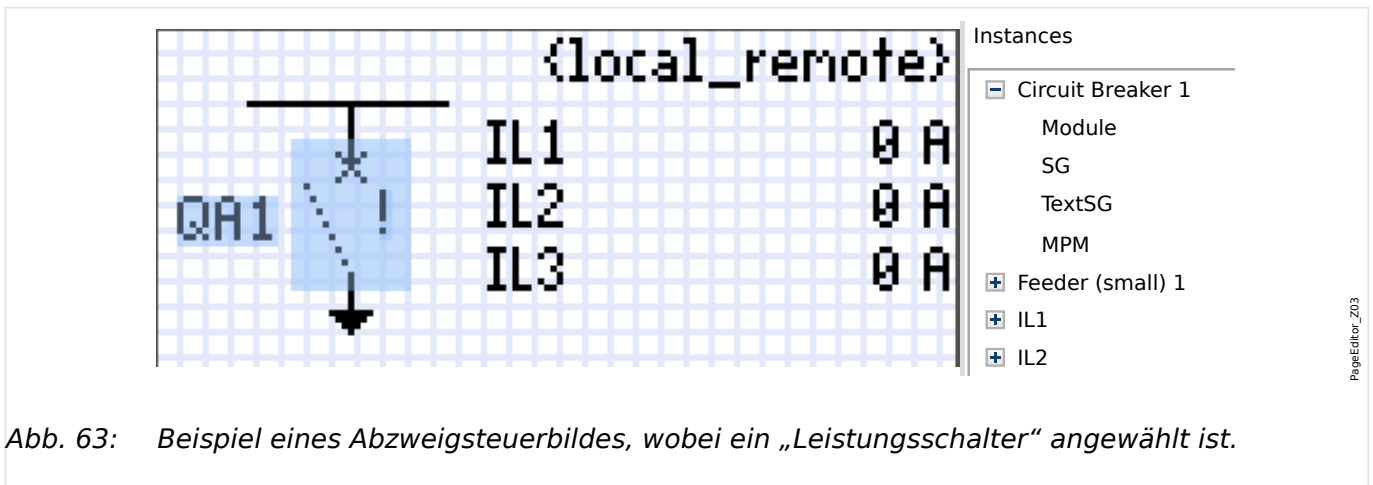 {local_remote}
QA1
!
IL1 0 A
IL2 0 A
IL3 0 A
Instances
Circuit Breaker 1
Module
SG
TextSG
MPM
Feeder (small) 1
IL1
IL2
PageEditor_Z03
Abb. 63: Beispiel eines Abzweigsteuerbildes, wobei ein „Leistungsschalter“ angewählt ist.